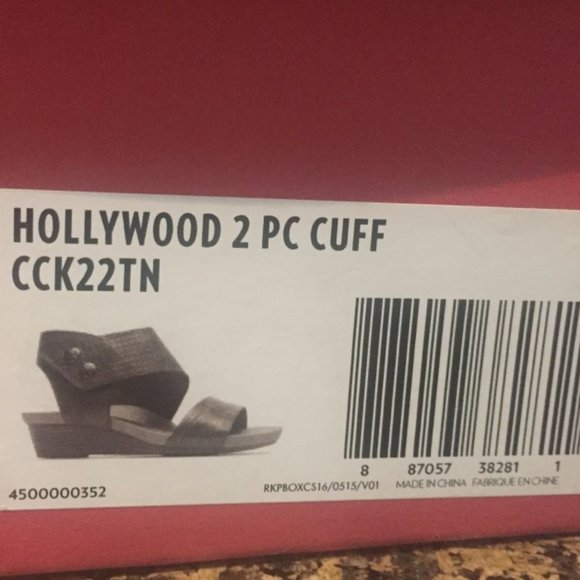 HOLLYWOOD 2 PC CUFF
CCK22TN
8 87057 38281 1
4500000352
RKPBOXCS16/0515/V01 MADE IN CHINA FABRIQUE EN CHINE